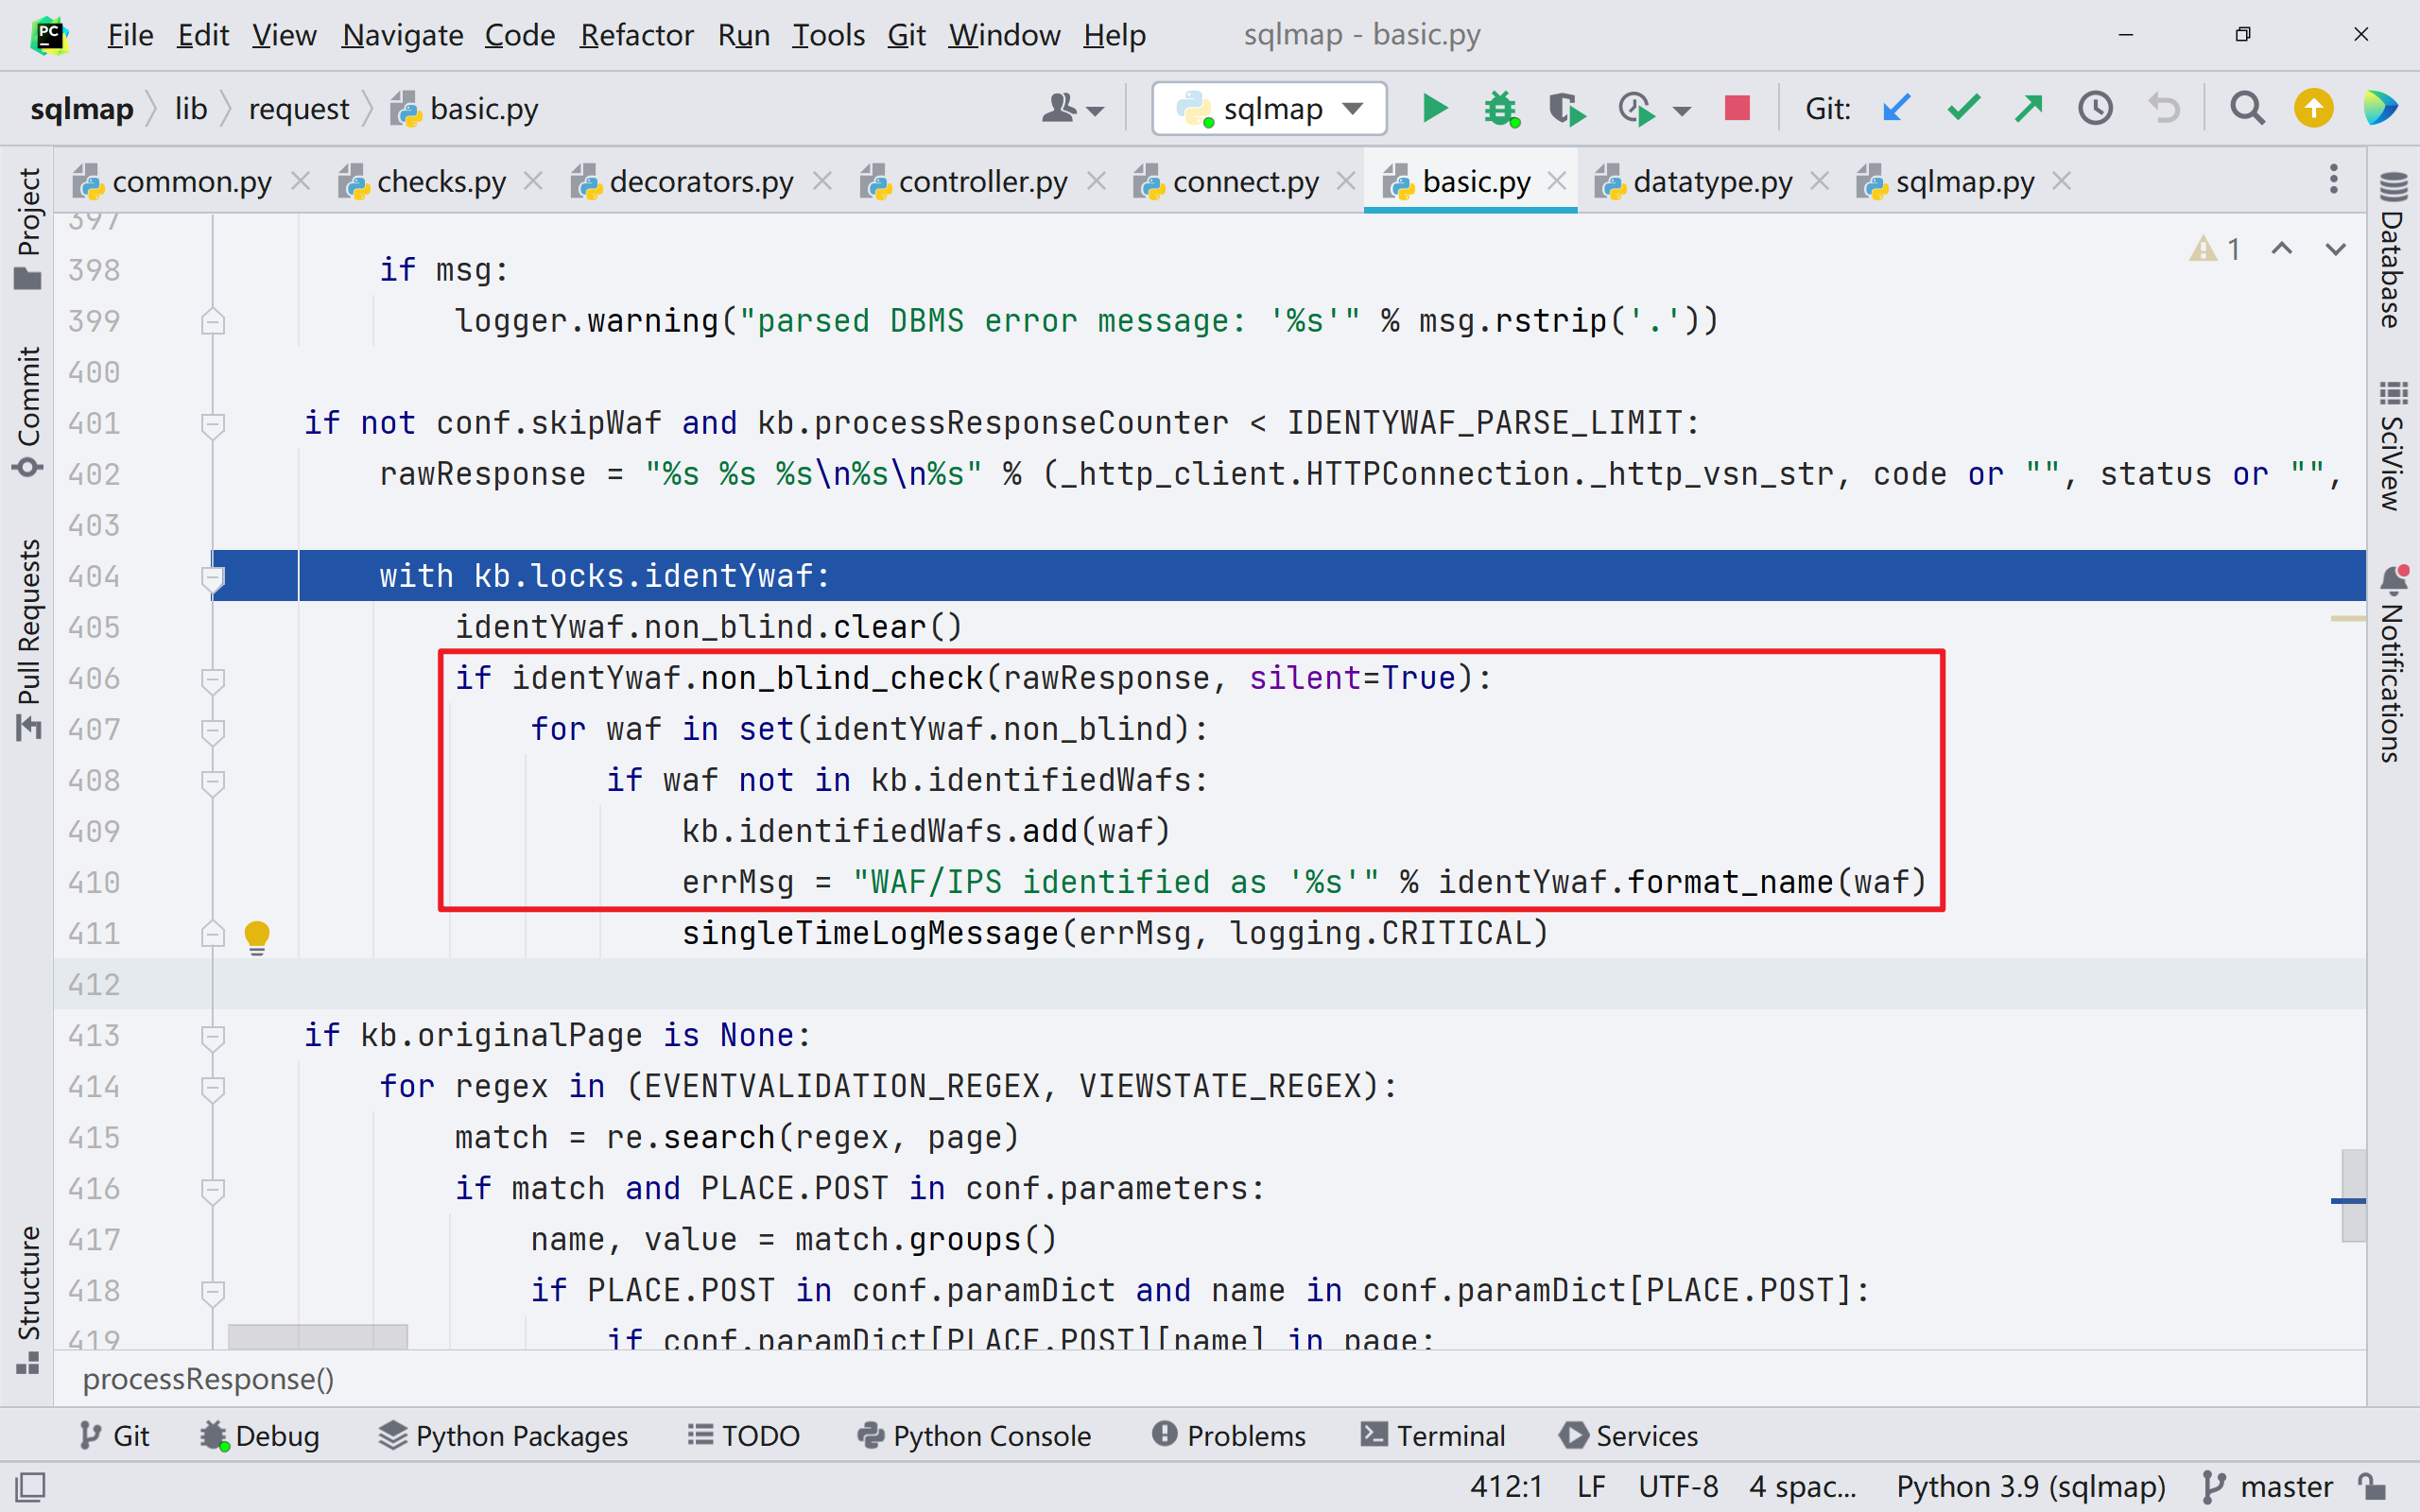 PC
File Edit View Navigate Code Refactor Run Tools Git Window Help sqlmap - basic.py
sqlmap lib request basic.py sqlmap Git:
common.py checks.py decorators.py controller.py connect.py basic.py datatype.py sqlmap.py
Project
Commit
Pull Requests
Structure
Database
SciView
Notifications
1
397
398 if msg:
399 logger.warning("parsed DBMS error message: '%s'" % msg.rstrip('.'))
400
401 if not conf.skipWaf and kb.processResponseCounter < IDENTYWAF_PARSE_LIMIT:
402 rawResponse = "%s %s %s\n%s\n%s" % (_http_client.HTTPConnection._http_vsn_str, code or "", status or "",
403
404 with kb.locks.identYwaf:
405 identYwaf.non_blind.clear()
406 if identYwaf.non_blind_check(rawResponse, silent=True):
407 for waf in set(identYwaf.non_blind):
408 if waf not in kb.identifiedWafs:
409 kb.identifiedWafs.add(waf)
410 errMsg = "WAF/IPS identified as '%s'" % identYwaf.format_name(waf)
411 singleTimeLogMessage(errMsg, logging.CRITICAL)
412
413 if kb.originalPage is None:
414 for regex in (EVENTVALIDATION_REGEX, VIEWSTATE_REGEX):
415 match = re.search(regex, page)
416 if match and PLACE.POST in conf.parameters:
417 name, value = match.groups()
418 if PLACE.POST in conf.paramDict and name in conf.paramDict[PLACE.POST]:
419 if conf.paramDict[PLACE.POST][name] in page:
processResponse()
Git Debug Python Packages TODO Python Console Problems Terminal Services
412:1 LF UTF-8 4 spac... Python 3.9 (sqlmap) master